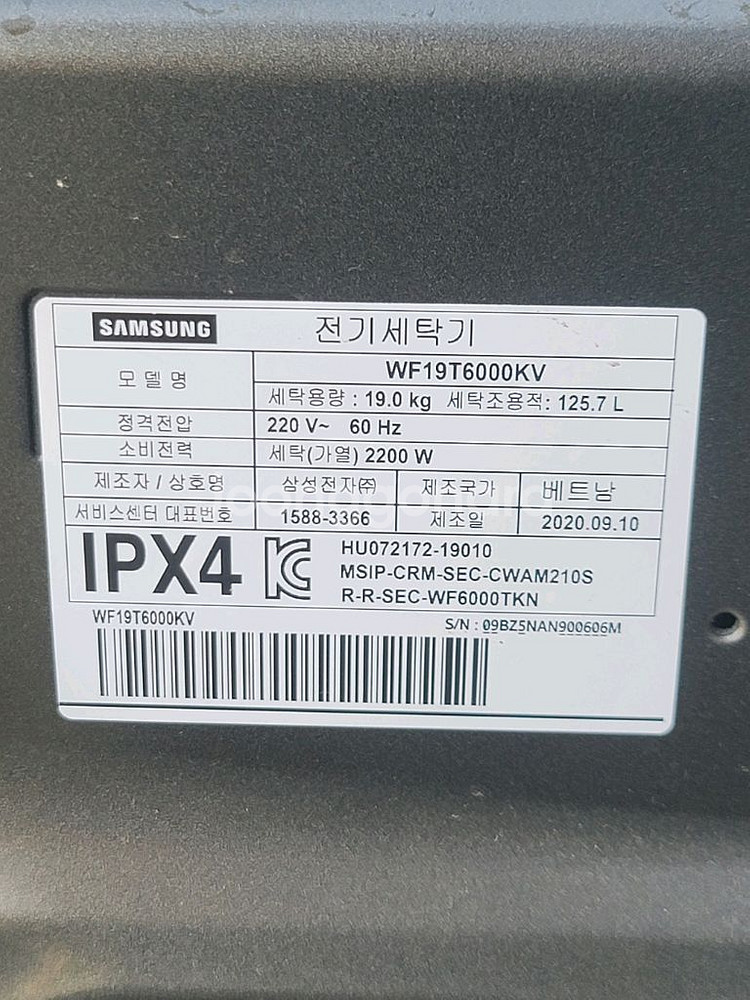 SAMSUNG 전기세탁기
모델명 WF19T6000KV
세탁용량 : 19.0 kg 세탁조용적: 125.7 L
정격전압 220 V~ 60 Hz
소비전력 세탁(가열) 2200 W
제조자 / 상호명 삼성전자㈜ 제조국가 베트남
서비스센터 대표번호 1588-3366 제조일 2020.09.10
IPX4 HU072172-19010
MSIP-CRM-SEC-CWAM210S
R-R-SEC-WF6000TKN
WF19T6000KV S/N : 09BZ5NAN900606M